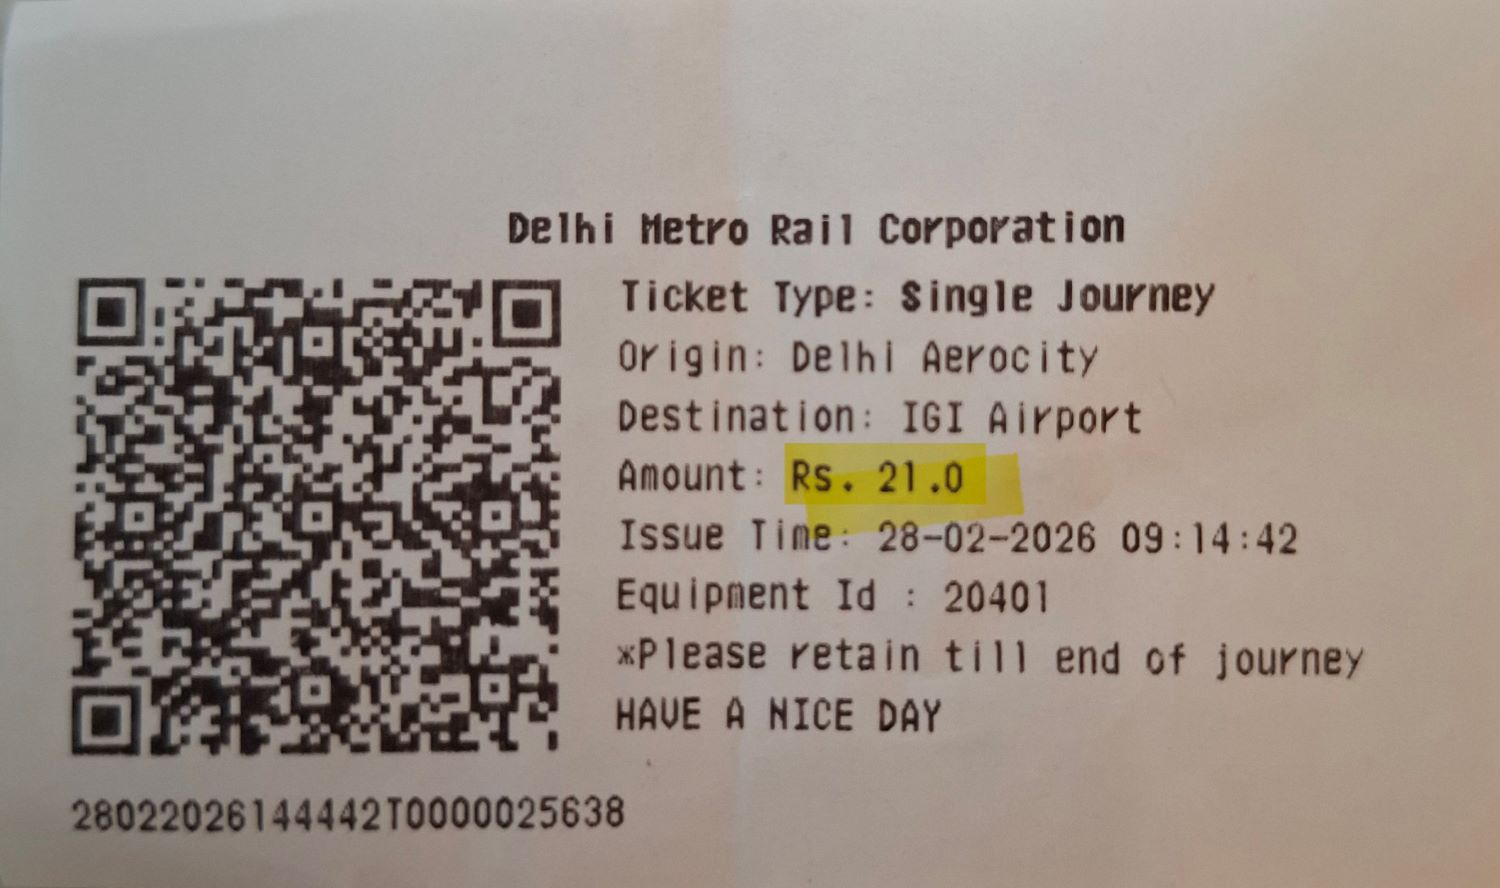 Delhi Metro Rail Corporation
Ticket Type: Single Journey
Origin: Delhi Aerocity
Destination: IGI Airport
Amount: Rs. 21.0
Issue Time: 28-02-2026 09:14:42
Equipment Id : 20401
*Please retain till end of journey
HAVE A NICE DAY
28022026144442T0000025638